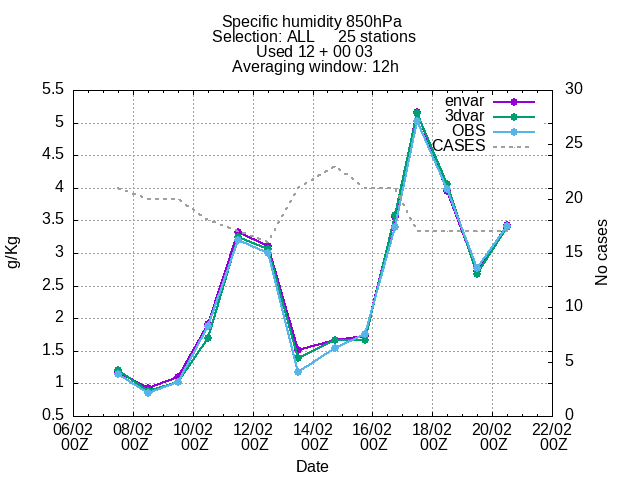 Specific humidity 850hPa
Selection: ALL 25 stations
Used 12 + 00 03
Averaging window: 12h
5.5
5
4.5
4
3.5
3
2.5
2
1.5
1
0.5
g/Kg
30
25
20
15
10
5
0
No cases
envar
3dvar
OBS
CASES
06/02 08/02 10/02 12/02 14/02 16/02 18/02 20/02 22/02
00Z 00Z 00Z 00Z 00Z 00Z 00Z 00Z 00Z
Date